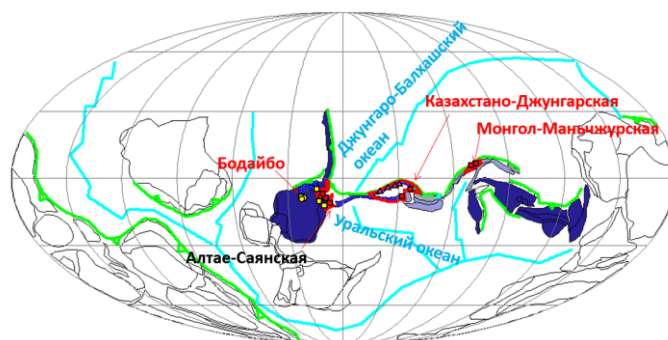 Джунгаро-Балхашский
океан
Казахстано-Джунгарская
Монгол-Маньчжурская
Бодайбо
Уральский океан
Алтае-Саянская